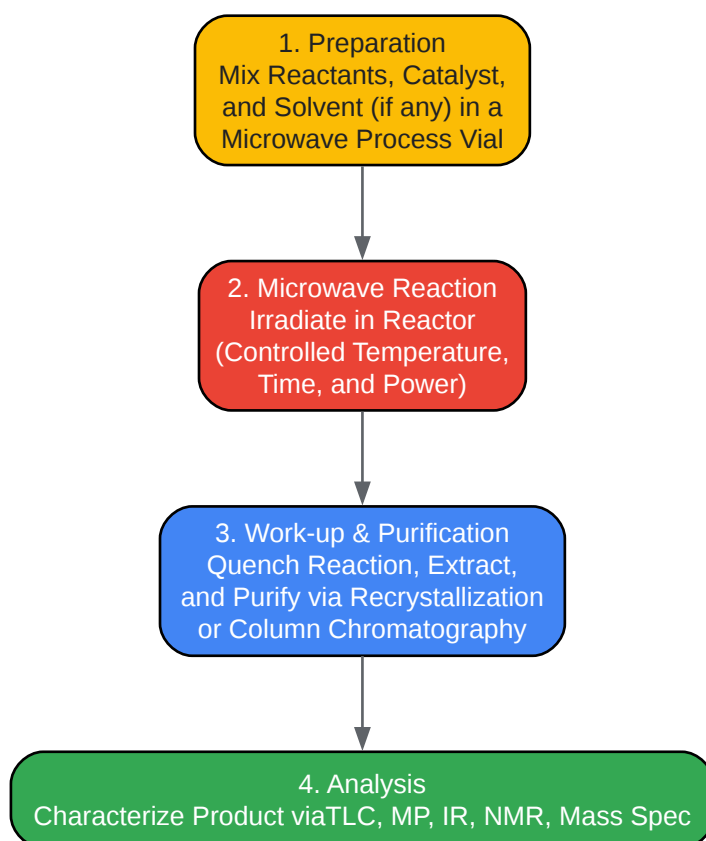 1. Preparation
Mix Reactants, Catalyst,
and Solvent (if any) in a
Microwave Process Vial
2. Microwave Reaction
Irradiate in Reactor
(Controlled Temperature,
Time, and Power)
3. Work-up & Purification
Quench Reaction, Extract,
and Purify via Recrystallization
or Column Chromatography
4. Analysis
Characterize Product viaTLC, MP, IR, NMR, Mass Spec